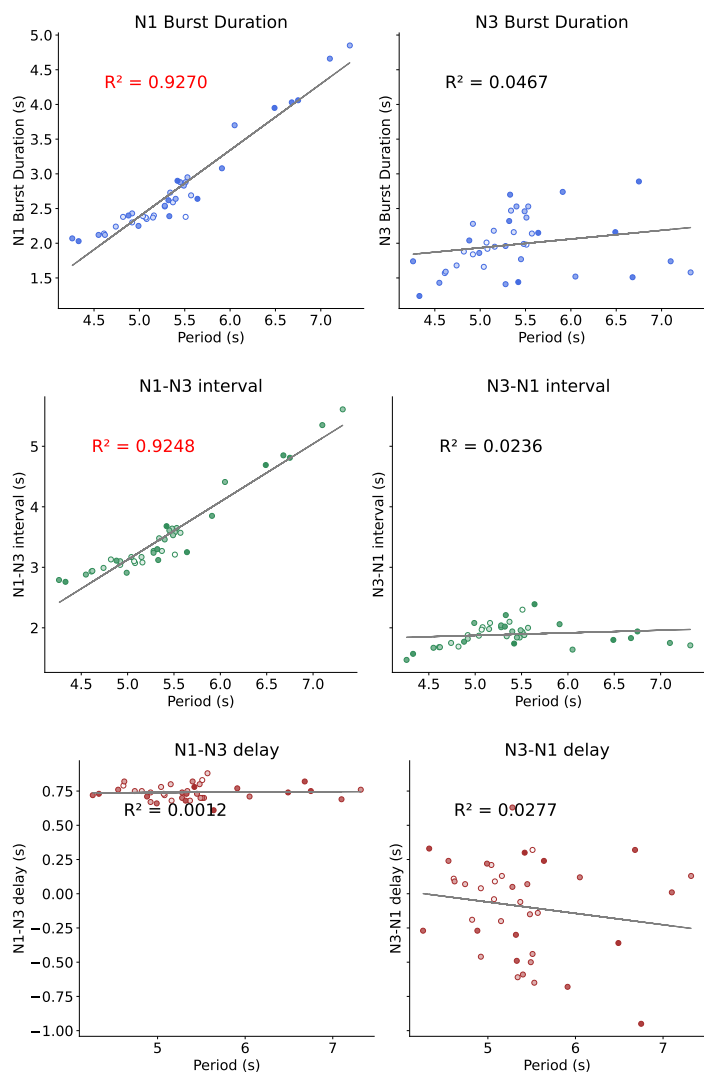 N1 Burst Duration
R² = 0.9270
N1 Burst Duration (s)
5.0
4.5
4.0
3.5
3.0
2.5
2.0
1.5
4.5 5.0 5.5 6.0 6.5 7.0
Period (s)
N3 Burst Duration
R² = 0.0467
N3 Burst Duration (s)
4.5 5.0 5.5 6.0 6.5 7.0
Period (s)
N1-N3 interval
R² = 0.9248
N1-N3 interval (s)
5
4
3
2
4.5 5.0 5.5 6.0 6.5 7.0
Period (s)
N3-N1 interval
R² = 0.0236
N3-N1 interval (s)
4.5 5.0 5.5 6.0 6.5 7.0
Period (s)
N1-N3 delay
R² = 0.0012
N1-N3 delay (s)
0.75
0.50
0.25
0.00
−0.25
−0.50
−0.75
−1.00
5 6 7
Period (s)
N3-N1 delay
R² = 0.0277
N3-N1 delay (s)
5 6 7
Period (s)